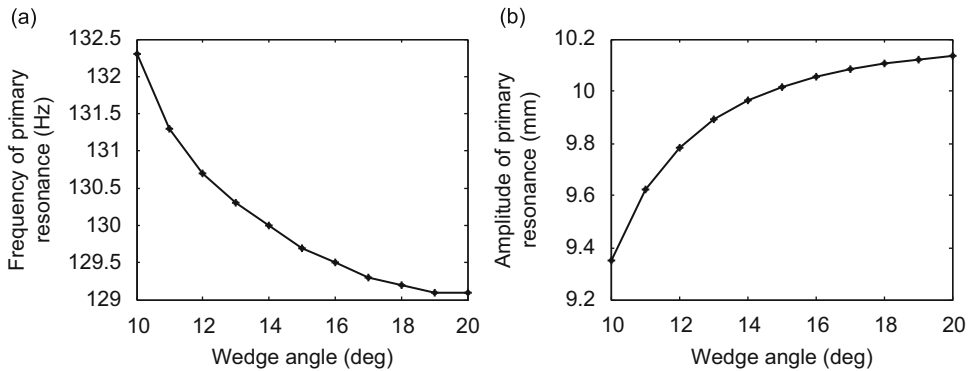 (a)
132.5
132
131.5
131
130.5
130
129.5
129
10 12 14 16 18 20
Wedge angle (deg)
Frequency of primary
resonance (Hz)
(b)
10.2
10
9.8
9.6
9.4
9.2
10 12 14 16 18 20
Wedge angle (deg)
Amplitude of primary
resonance (mm)